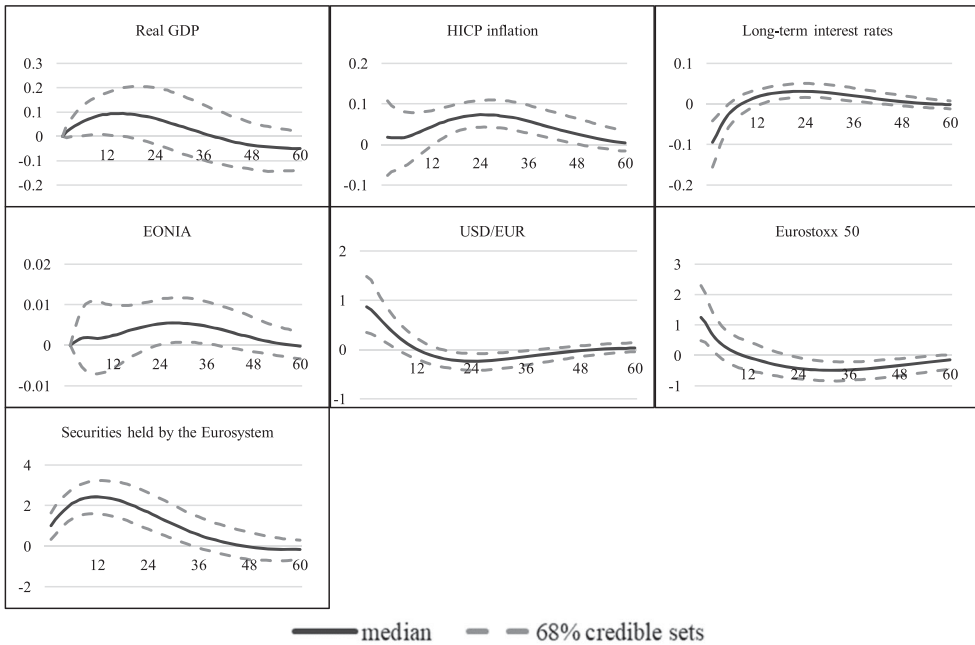 Real GDP
0.3
0.2
0.1
0
-0.1
-0.2
12 24 36 48 60
HICP inflation
0.2
0.1
0
-0.1
12 24 36 48 60
Long-term interest rates
0.1
0
-0.1
-0.2
12 24 36 48 60
EONIA
0.02
0.01
0
-0.01
12 24 36 48 60
USD/EUR
2
1
0
-1
12 24 36 48 60
Eurostoxx 50
3
2
1
0
-1
12 24 36 48 60
Securities held by the Eurosystem
4
2
0
-2
12 24 36 48 60
median 68% credible sets